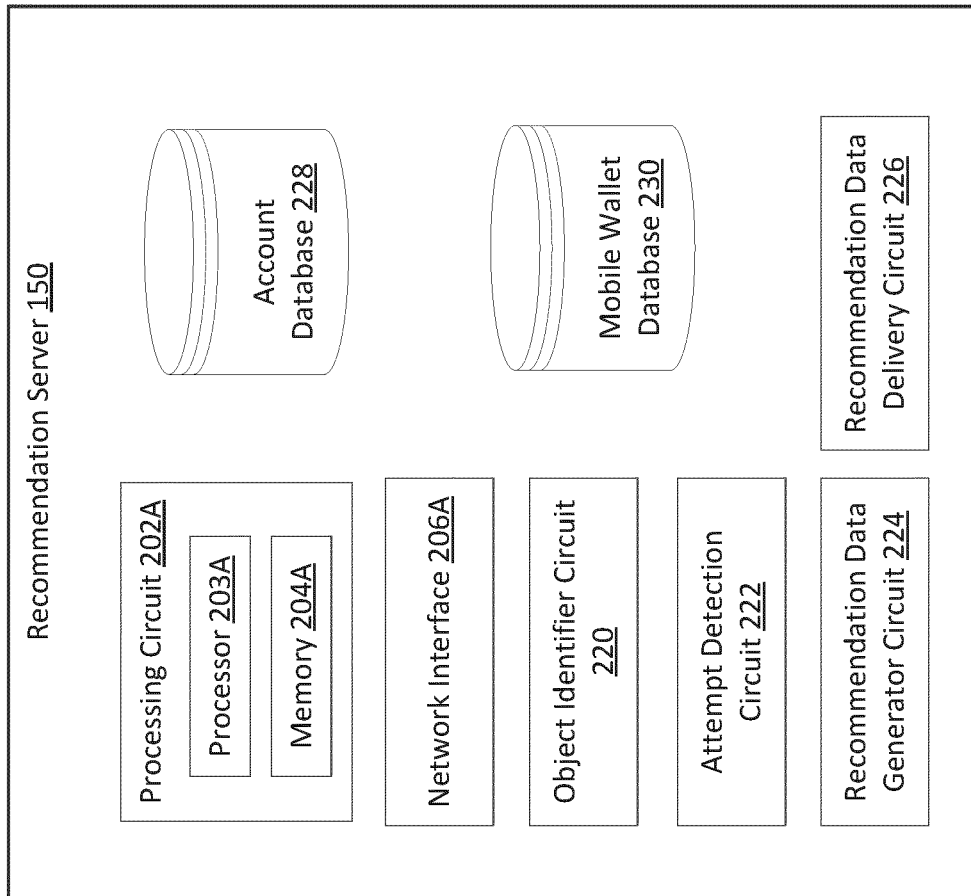 Recommendation Server 150
Processing Circuit 202A
Processor 203A
Memory 204A
Network Interface 206A
Object Identifier Circuit
220
Attempt Detection
Circuit 222
Recommendation Data
Generator Circuit 224
Account
Database 228
Mobile Wallet
Database 230
Recommendation Data
Delivery Circuit 226